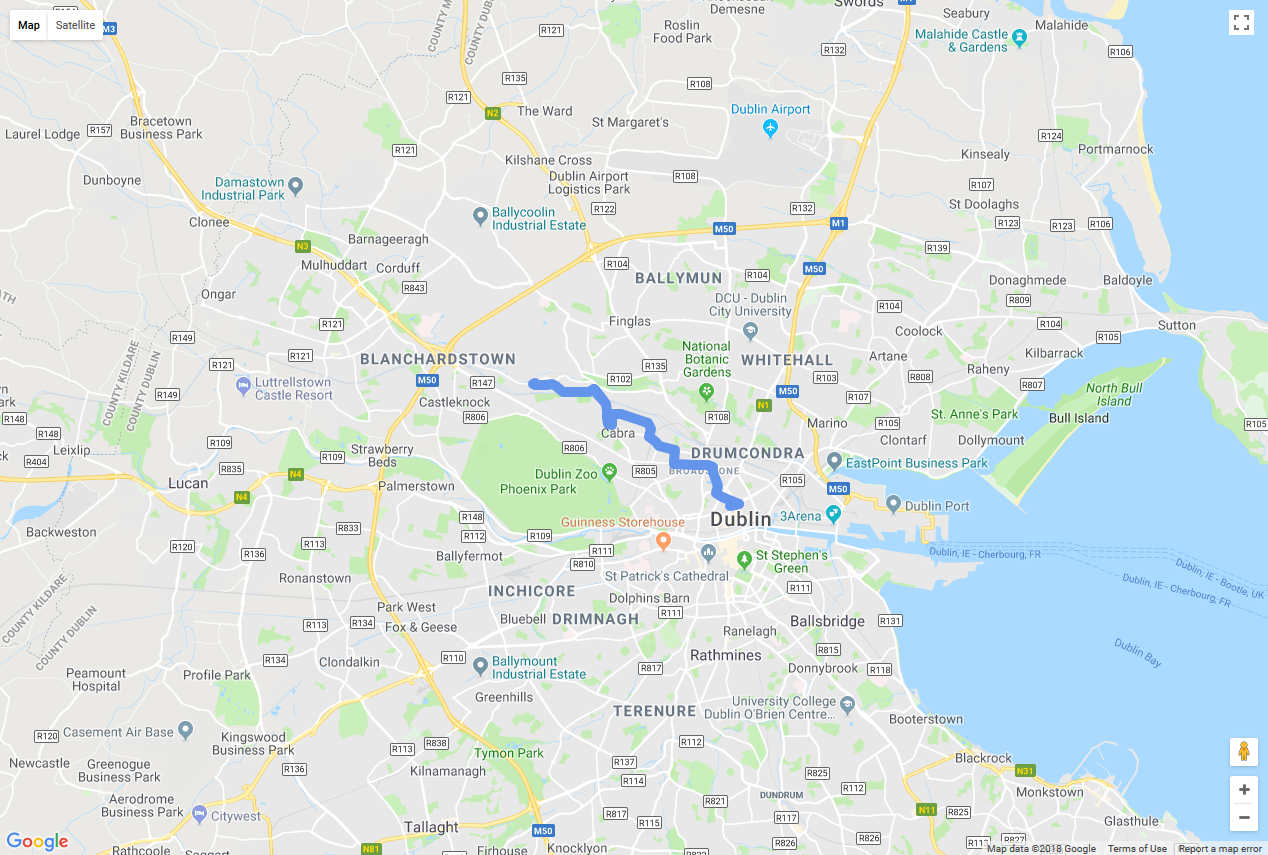 Map
Satellite
M3
COUNTY MEATH
COUNTY DUBLIN
Demesne
Swords
M1
Seabury
Malahide
Roslin
Food Park
R121
R132
Malahide Castle
& Gardens
R106
R135
R108
R121
N2
The Ward
St Margaret's
Dublin Airport
Laurel Lodge
R157
Bracetown
Business Park
R124
Portmarnock
R121
Kilshane Cross
Kinsealy
Dunboyne
Damastown
Industrial Park
Dublin Airport
Logistics Park
R108
R107
St Doolaghs
R122
R132
Clonee
Ballycoolin
Industrial Estate
M50
M1
R123
R123
R106
Barnageeragh
N3
R139
Mulhuddart
Corduff
R104
M50
BALLYMUN
R104
Donaghmede
Baldoyle
Ongar
R843
DCU - Dublin
City University
R104
R809
R121
Finglas
R104
Sutton
R149
Coolock
R105
COUNTY KILDARE
COUNTY DUBLIN
BLANCHARDSTOWN
R121
R121
R135
National
Botanic
Gardens
WHITEHALL
Artane
Kilbarrack
Raheny
M50
R147
R102
R103
R808
R807
Luttrellstown
Castle Resort
R149
Castleknock
M50
R107
North Bull
Island
R148
R148
R806
N1
R108
Marino
R105
St. Anne's Park
Bull Island
R105
Cabra
Clontarf
Dollymount
R109
Strawberry
Beds
R806
DRUMCONDRA
Leixlip
R404
R109
R835
R805
BROADSTONE
EastPoint Business Park
Lucan
N4
N4
Palmerstown
Dublin Zoo
Phoenix Park
R105
M50
Dublin Port
R148
Guinness Storehouse
Dublin
3Arena
Backweston
R833
R112
R109
R120
R113
R136
Ballyfermot
R111
R810
St Stephen's
Green
Dublin, IE - Cherbourg, FR
Dublin, IE - Bootle, UK
Dublin, IE - Cherbourg, FR
Ronanstown
St Patrick's Cathedral
R111
COUNTY KILDARE
COUNTY DUBLIN
INCHICORE
Dolphins Barn
Park West
Fox & Geese
Bluebell
DRIMNAGH
R111
Ballsbridge
R131
R113
R134
Ranelagh
Dublin Bay
R134
Clondalkin
R110
Ballymount
Industrial Estate
Rathmines
R815
R817
Donnybrook
R118
Peamount
Hospital
Profile Park
Greenhills
TERENURE
University College
Dublin O'Brien Centre...
Booterstown
R120
Casement Air Base
Kingswood
Business Park
R113
R838
R112
Tymon Park
Blackrock
Newcastle
Greenogue
Business Park
R136
Kilnamanagh
R137
R114
R825
N31
Monkstown
Aerodrome
Business Park
Citywest
R821
DUNDRUM
R112
N11
R825
Tallaght
R817
R115
R117
Glasthule
M50
R826
R826
R827
Rathcoole
Saggart
N81
Firhouse
Knocklyon
Google
Map data ©2018 Google
Terms of Use
Report a map error